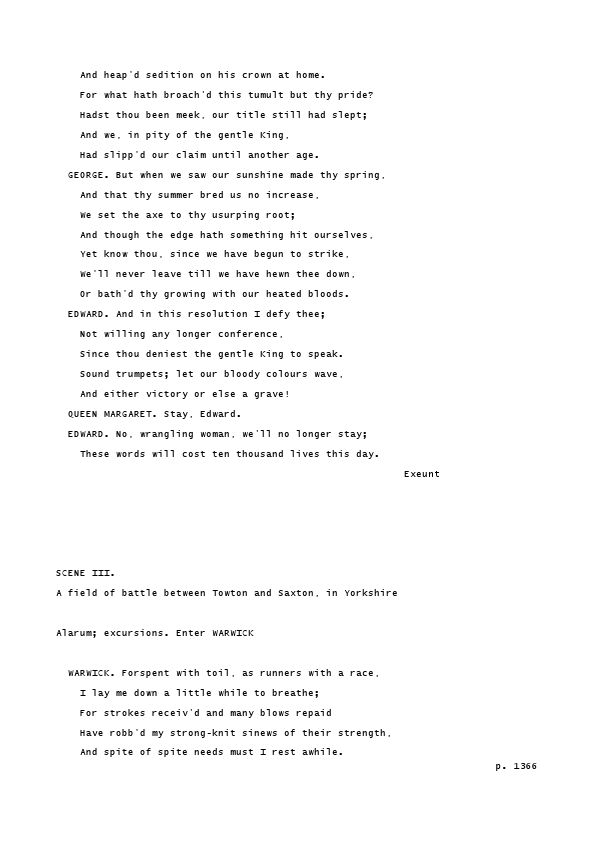 And heap'd sedition on his crown at home.
For what hath broach'd this tumult but thy pride?
Hadst thou been meek, our title still had slept;
And we, in pity of the gentle King,
Had slipp'd our claim until another age.
GEORGE. But when we saw our sunshine made thy spring,
And that thy summer bred us no increase,
We set the axe to thy usurping root;
And though the edge hath something hit ourselves,
Yet know thou, since we have begun to strike,
We'll never leave till we have hewn thee down,
Or bath'd thy growing with our heated bloods.
EDWARD. And in this resolution I defy thee;
Not willing any longer conference,
Since thou deniest the gentle King to speak.
Sound trumpets; let our bloody colours wave,
And either victory or else a grave!
QUEEN MARGARET. Stay, Edward.
EDWARD. No, wrangling woman, we'll no longer stay;
These words will cost ten thousand lives this day.
Exeunt
SCENE III.
A field of battle between Towton and Saxton, in Yorkshire
Alarum; excursions. Enter WARWICK
WARWICK. Forspent with toil, as runners with a race,
I lay me down a little while to breathe;
For strokes receiv'd and many blows repaid
Have robb'd my strong-knit sinews of their strength,
And spite of spite needs must I rest awhile.
p. 1366